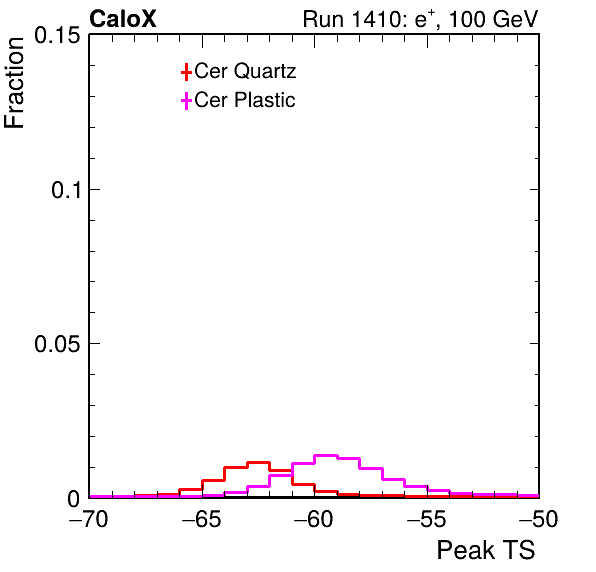 CaloX Run 1410: e⁺, 100 GeV
Fraction
0.15
Cer Quartz
Cer Plastic
0.1
0.05
0
−70 −65 −60 −55 −50
Peak TS